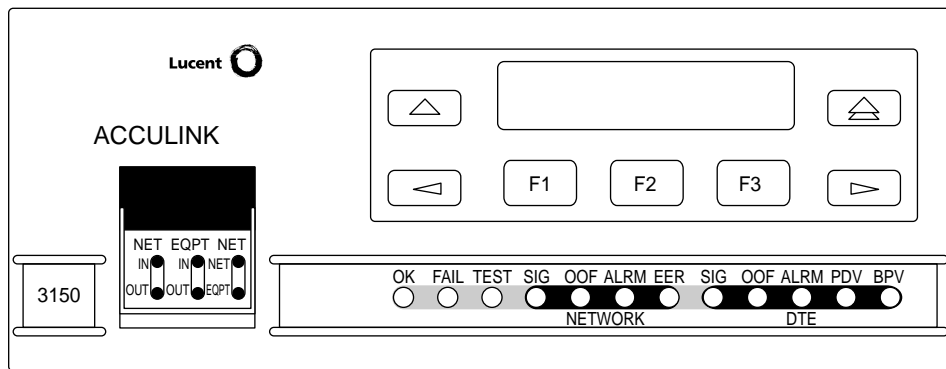 Lucent
ACCULINK
F1 F2 F3
NET EQPT NET
IN IN NET
OUT OUT EQPT
3150
OK FAIL TEST SIG OOF ALRM EER SIG OOF ALRM PDV BPV
NETWORK DTE